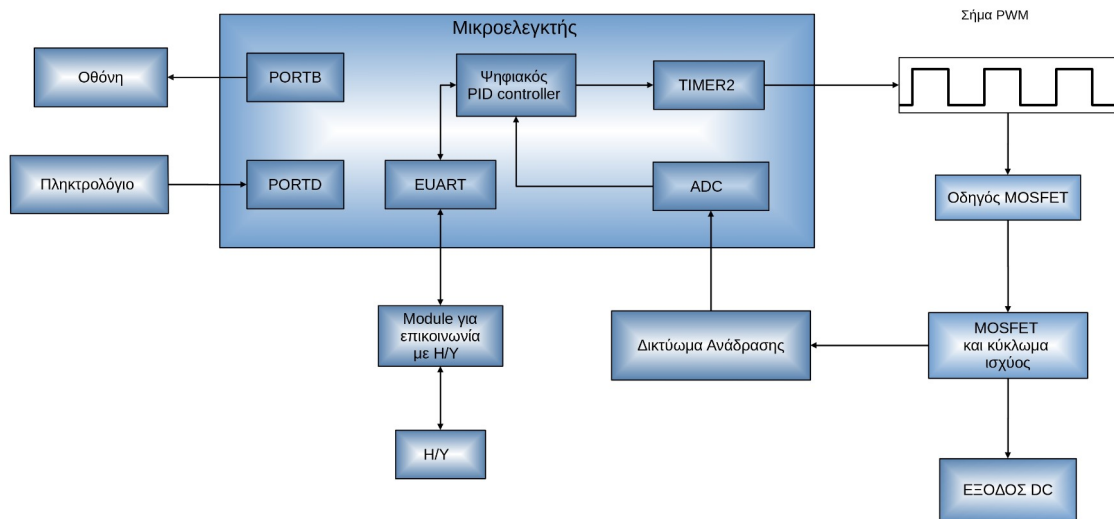 Σήμα PWM
Μικροελεγκτής
Οθόνη
PORTB
Ψηφιακός
PID controller
TIMER2
Πληκτρολόγιο
PORTD
EUART
ADC
Οδηγός MOSFET
Module για
επικοινωνία
με Η/Υ
Δικτύωμα Ανάδρασης
MOSFET
και κύκλωμα
ισχύος
Η/Υ
ΕΞΟΔΟΣ DC